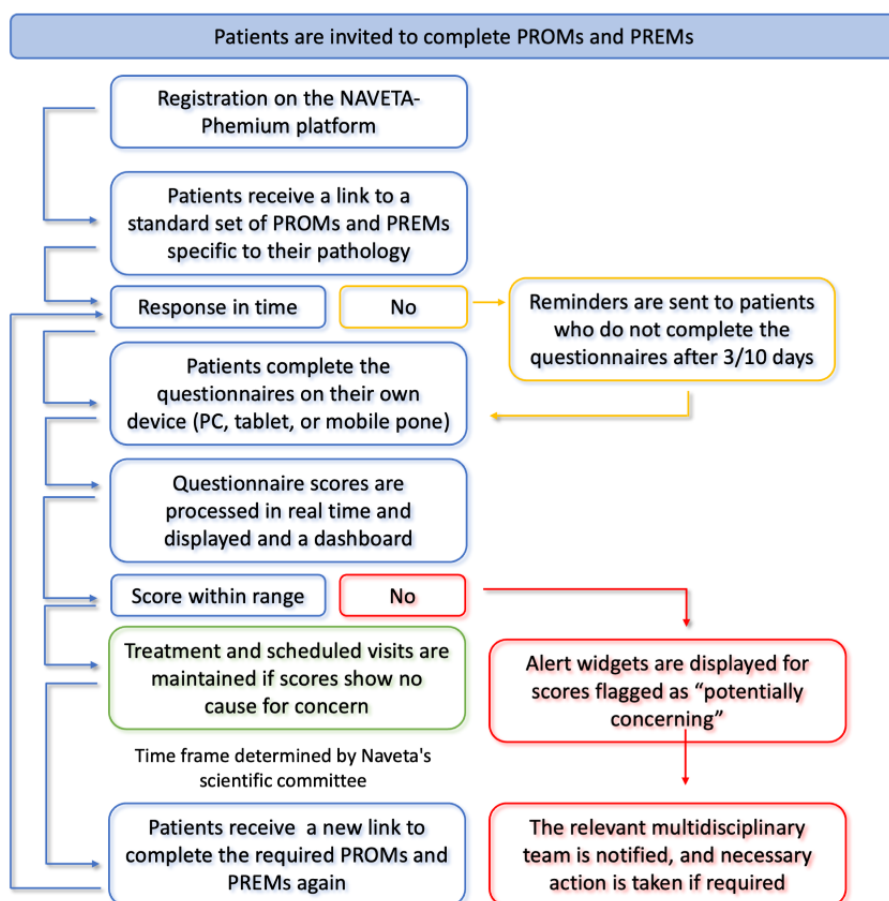 Patients are invited to complete PROMs and PREMs
Registration on the NAVETA-
Phemium platform
Patients receive a link to a
standard set of PROMs and PREMs
specific to their pathology
Response in time
No
Reminders are sent to patients
who do not complete the
questionnaires after 3/10 days
Patients complete the
questionnaires on their own
device (PC, tablet, or mobile pone)
Questionnaire scores are
processed in real time and
displayed and a dashboard
Score within range
No
Treatment and scheduled visits are
maintained if scores show no
cause for concern
Alert widgets are displayed for
scores flagged as “potentially
concerning”
Time frame determined by Naveta's
scientific committee
Patients receive a new link to
complete the required PROMs and
PREMs again
The relevant multidisciplinary
team is notified, and necessary
action is taken if required